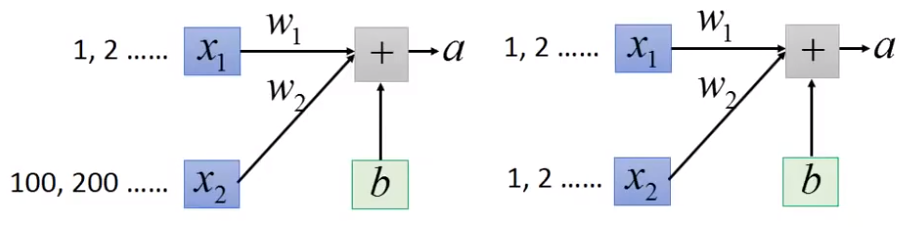 1, 2 ...... x₁ w₁ + a
w₂
100, 200 ...... x₂ b
1, 2 ...... x₁ w₁ + a
w₂
1, 2 ...... x₂ b